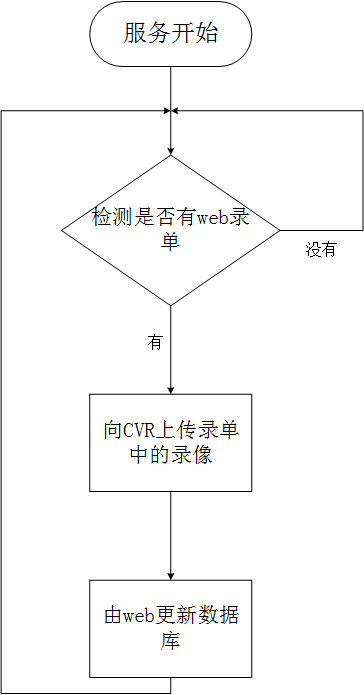 服务开始
检测是否有web录
单
没有
有
向CVR上传录单
中的录像
由web更新数据
库